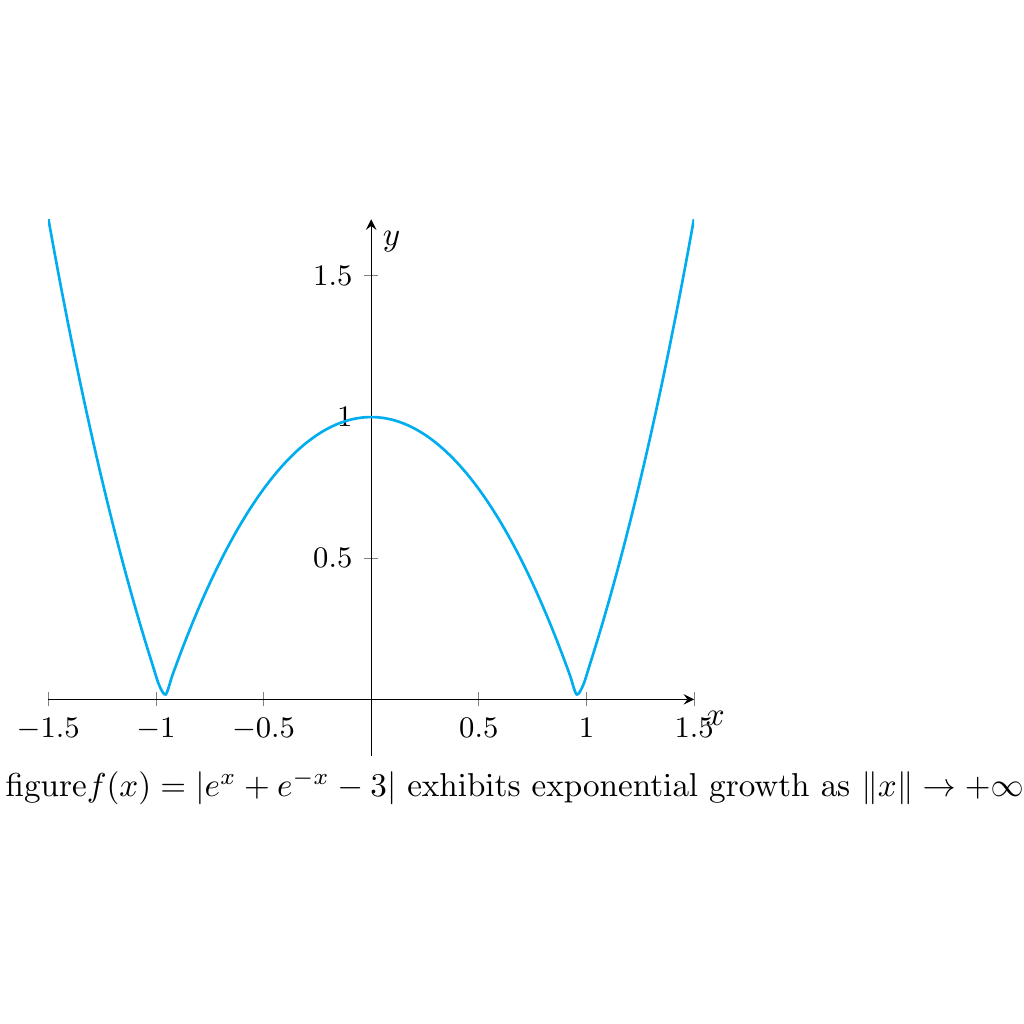 y
1.5
1
0.5
−1.5 −1 −0.5 0.5 1 1.5 x
figuref(x) = |eˣ + e⁻ˣ − 3| exhibits exponential growth as ‖x‖ → +∞